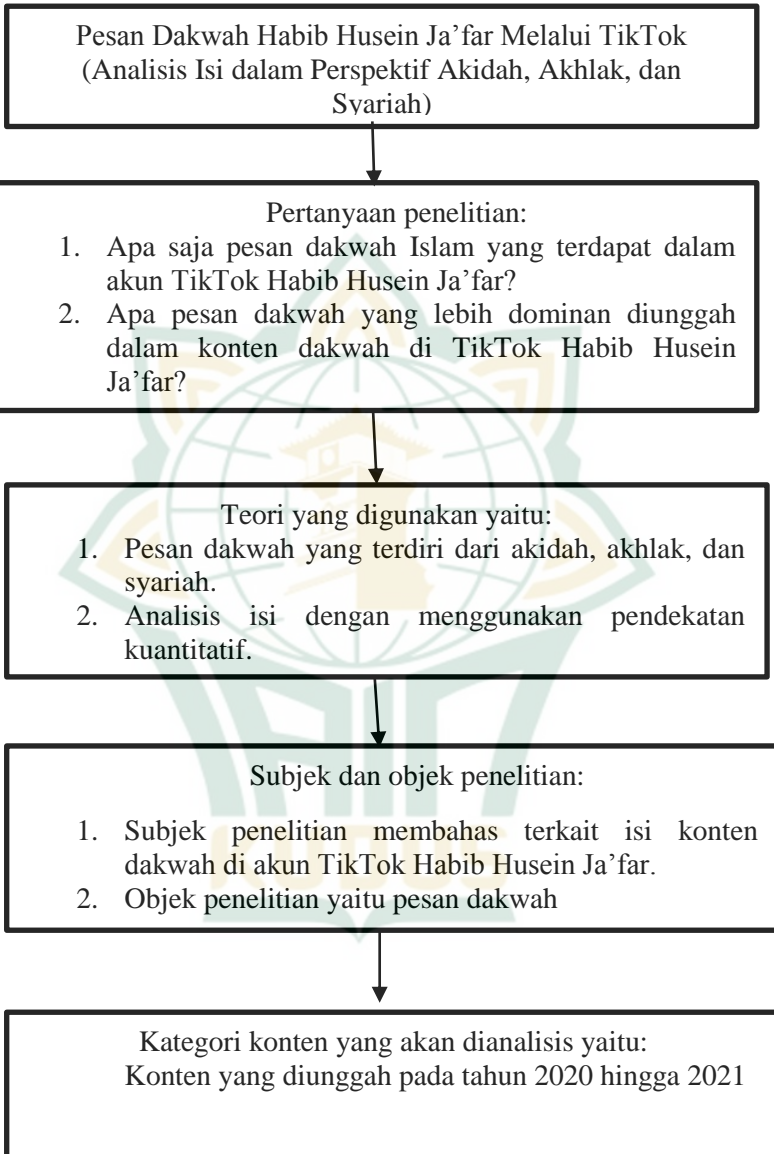 Pesan Dakwah Habib Husein Ja’far Melalui TikTok
(Analisis Isi dalam Perspektif Akidah, Akhlak, dan
Syariah)
Pertanyaan penelitian:
1. Apa saja pesan dakwah Islam yang terdapat dalam
akun TikTok Habib Husein Ja’far?
2. Apa pesan dakwah yang lebih dominan diunggah
dalam konten dakwah di TikTok Habib Husein
Ja’far?
Teori yang digunakan yaitu:
1. Pesan dakwah yang terdiri dari akidah, akhlak, dan
syariah.
2. Analisis isi dengan menggunakan pendekatan
kuantitatif.
Subjek dan objek penelitian:
1. Subjek penelitian membahas terkait isi konten
dakwah di akun TikTok Habib Husein Ja’far.
2. Objek penelitian yaitu pesan dakwah
KUDUS
Kategori konten yang akan dianalisis yaitu:
Konten yang diunggah pada tahun 2020 hingga 2021